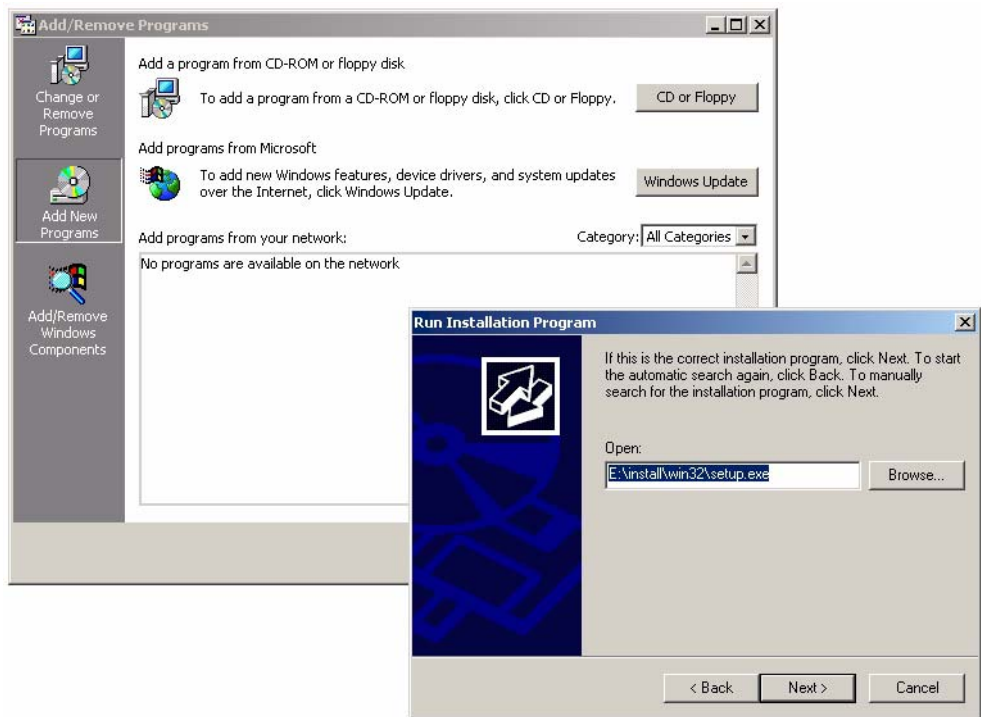 Add/Remove Programs
Change or
Remove
Programs
Add New
Programs
Add/Remove
Windows
Components
Add a program from CD-ROM or floppy disk
To add a program from a CD-ROM or floppy disk, click CD or Floppy.
CD or Floppy
Add programs from Microsoft
To add new Windows features, device drivers, and system updates
over the Internet, click Windows Update.
Windows Update
Add programs from your network:
Category: All Categories
No programs are available on the network
Run Installation Program
If this is the correct installation program, click Next. To start
the automatic search again, click Back. To manually
search for the installation program, click Next.
Open:
E:\install\win32\setup.exe
Browse...
< Back
Next >
Cancel